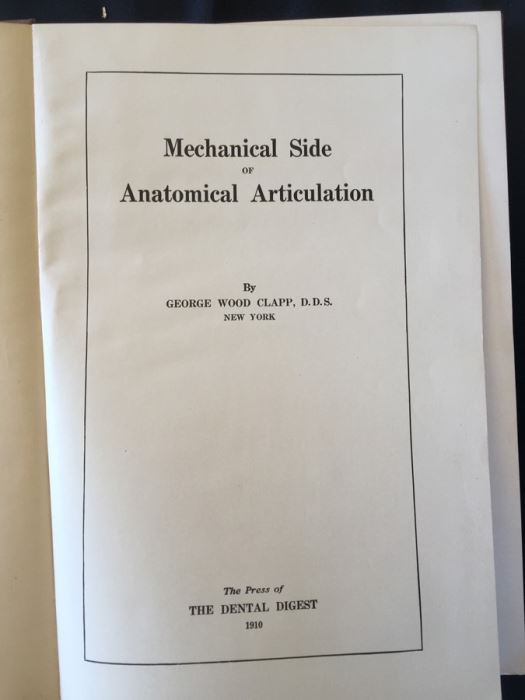 Mechanical Side
OF
Anatomical Articulation
By
GEORGE WOOD CLAPP, D.D.S.
NEW YORK
The Press of
THE DENTAL DIGEST
1910